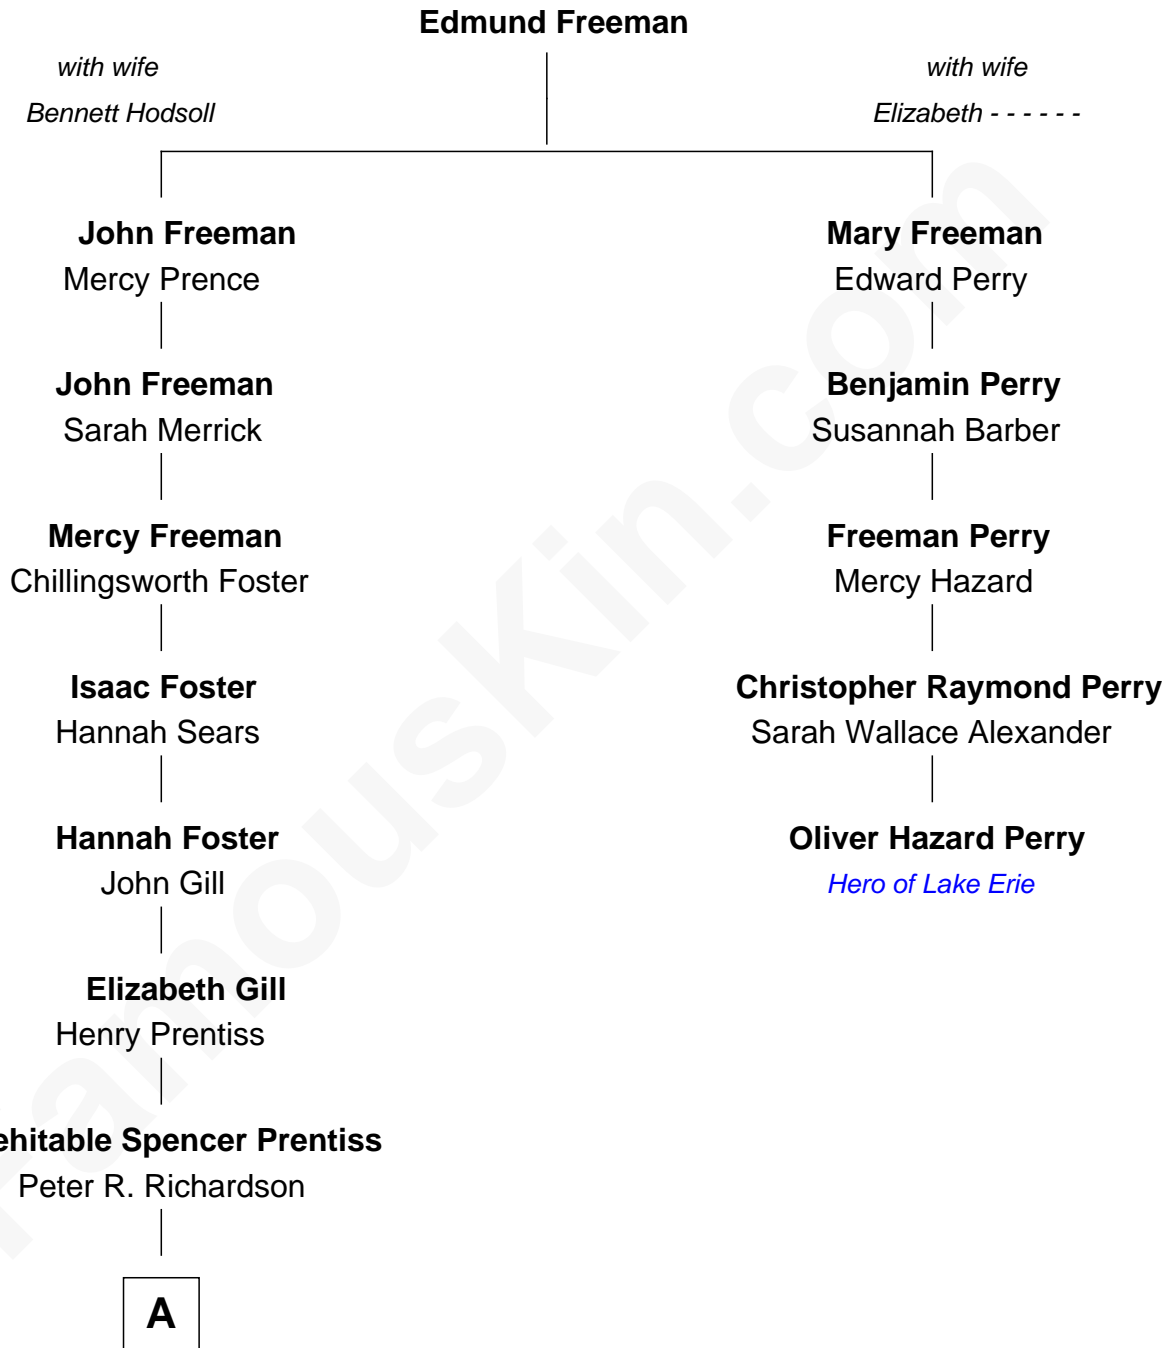 Edmund Freeman
with wife
Bennett Hodsoll
with wife
Elizabeth - - - - - -
John Freeman
Mercy Prence
Mary Freeman
Edward Perry
John Freeman
Sarah Merrick
Benjamin Perry
Susannah Barber
Mercy Freeman
Chillingsworth Foster
Freeman Perry
Mercy Hazard
Isaac Foster
Hannah Sears
Christopher Raymond Perry
Sarah Wallace Alexander
Hannah Foster
John Gill
Oliver Hazard Perry
Hero of Lake Erie
Elizabeth Gill
Henry Prentiss
ehitable Spencer Prentiss
Peter R. Richardson
A
FamousKin.com